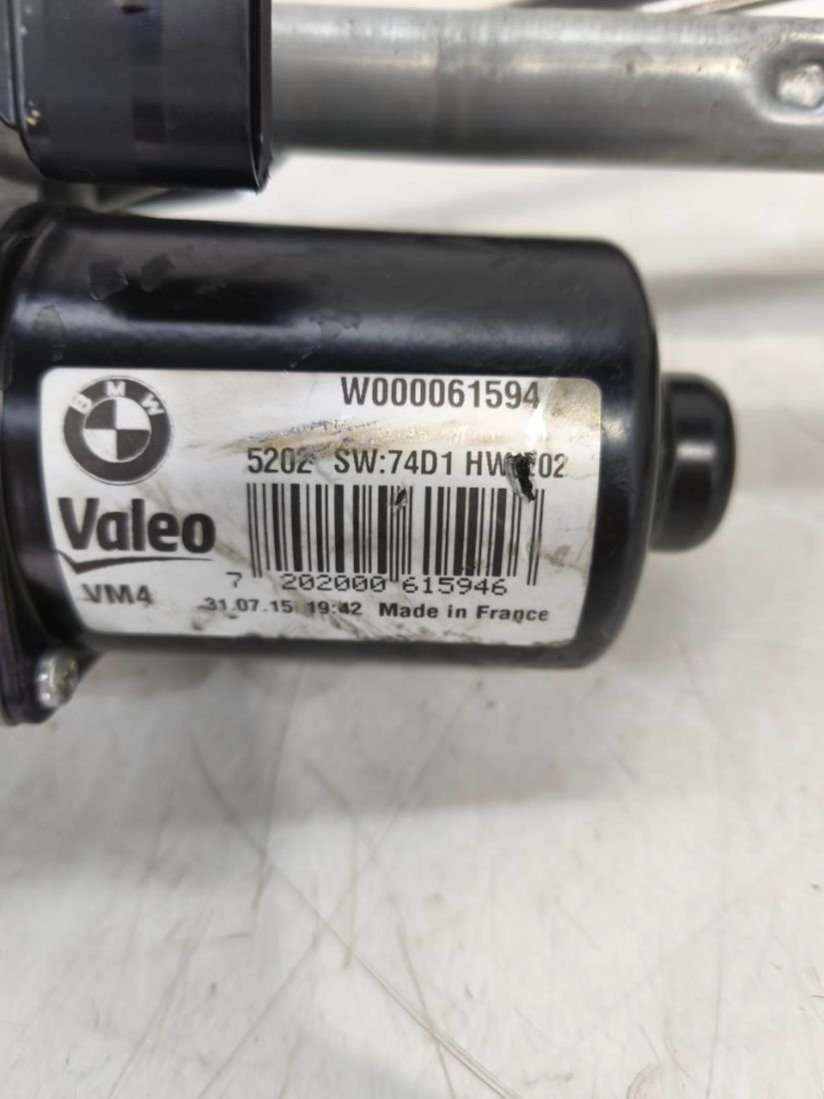 BMW
W000061594
5202 SW:74D1
Valeo
7 202000 615946
VM4
31.07.15 19:42 Made in France